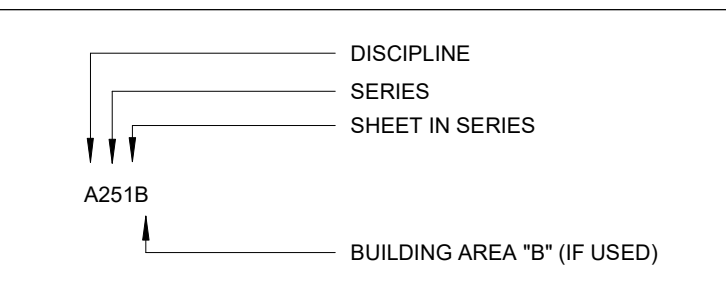 DISCIPLINE
SERIES
SHEET IN SERIES
A251B
BUILDING AREA "B" (IF USED)